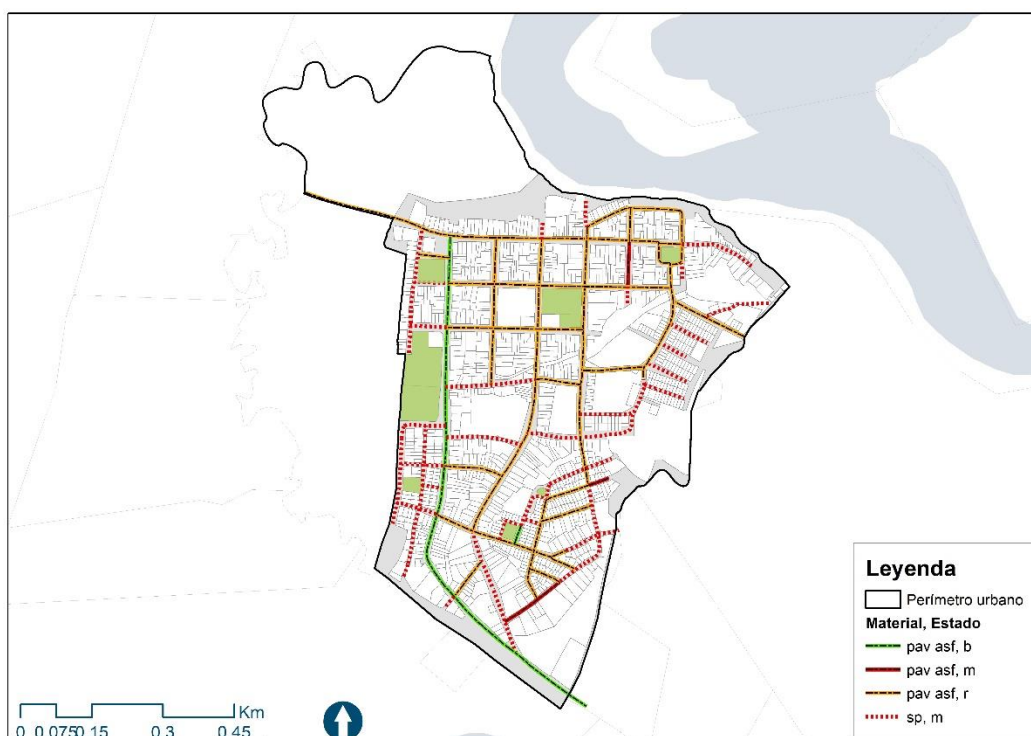 Leyenda
Perímetro urbano
Material, Estado
pav asf, b
pav asf, m
pav asf, r
sp, m
Km
0 0.075 0.15 0.3 0.45